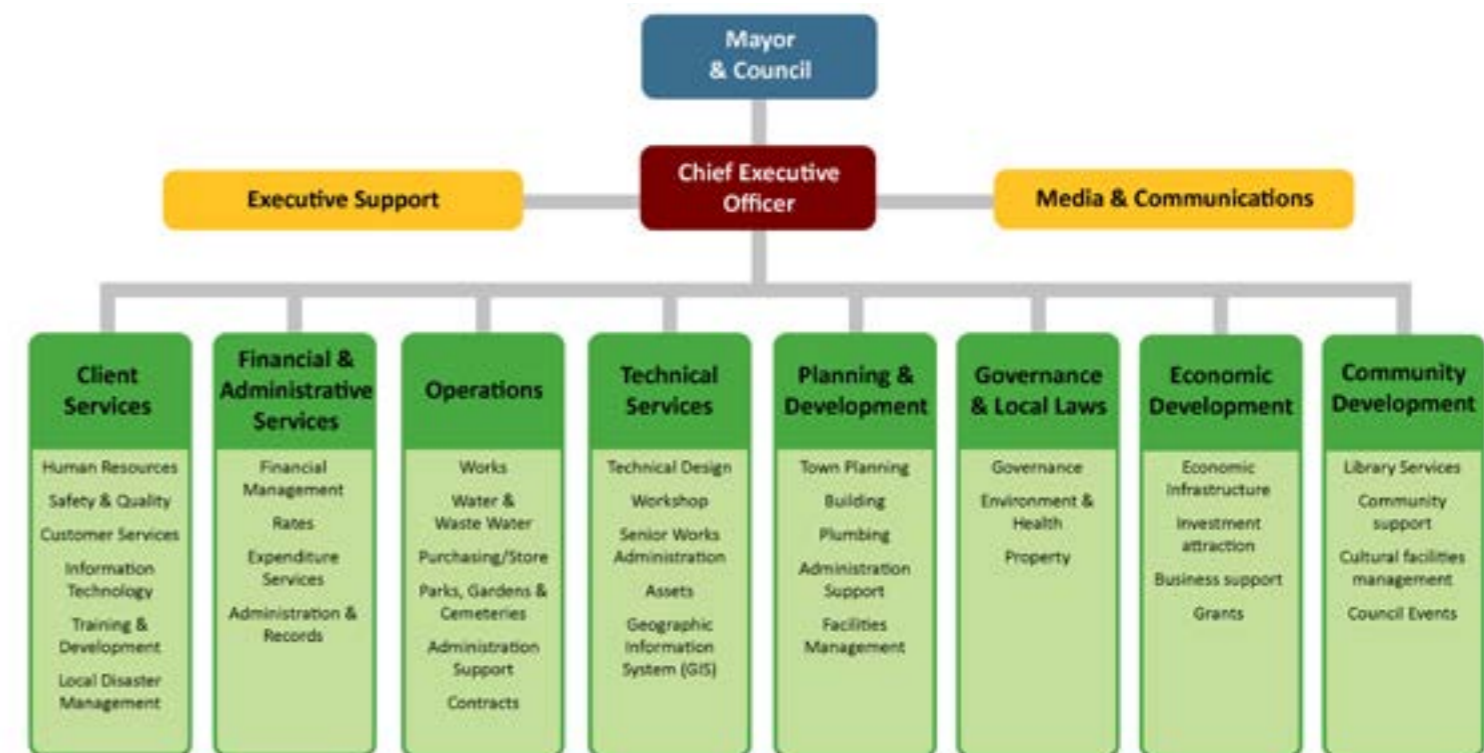 Mayor
& Council
Executive Support
Chief Executive
Officer
Media & Communications
Client
Services
Human Resources
Safety & Quality
Customer Services
Information
Technology
Training &
Development
Local Disaster
Management
Financial &
Administrative
Services
Financial
Management
Rates
Expenditure
Services
Administration &
Records
Operations
Works
Water &
Waste Water
Purchasing/Store
Parks, Gardens &
Cemeteries
Administration
Support
Contracts
Technical
Services
Technical Design
Workshop
Senior Works
Administration
Assets
Geographic
Information
System (GIS)
Planning &
Development
Town Planning
Building
Plumbing
Administration
Support
Facilities
Management
Governance
& Local Laws
Governance
Environment &
Health
Property
Economic
Development
Economic
Infrastructure
Investment
attraction
Business support
Grants
Community
Development
Library Services
Community
support
Cultural facilities
management
Council Events